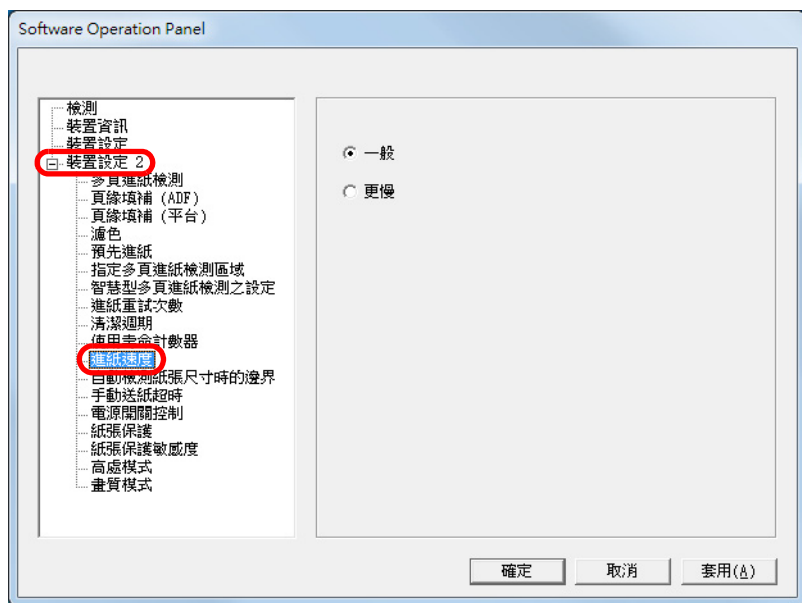 Software Operation Panel
檢測
裝置資訊
裝置設定
裝置設定 2
多頁進紙檢測
頁緣填補 (ADF)
頁緣填補 (平台)
濾色
預先進紙
指定多頁進紙檢測區域
智慧型多頁進紙檢測之設定
進紙重試次數
清潔週期
使用壽命計數器
進紙速度
自動檢測紙張尺寸時的邊界
手動送紙超時
電源開關控制
紙張保護
紙張保護敏感度
高處模式
畫質模式
一般
更慢
確定
取消
套用(A)